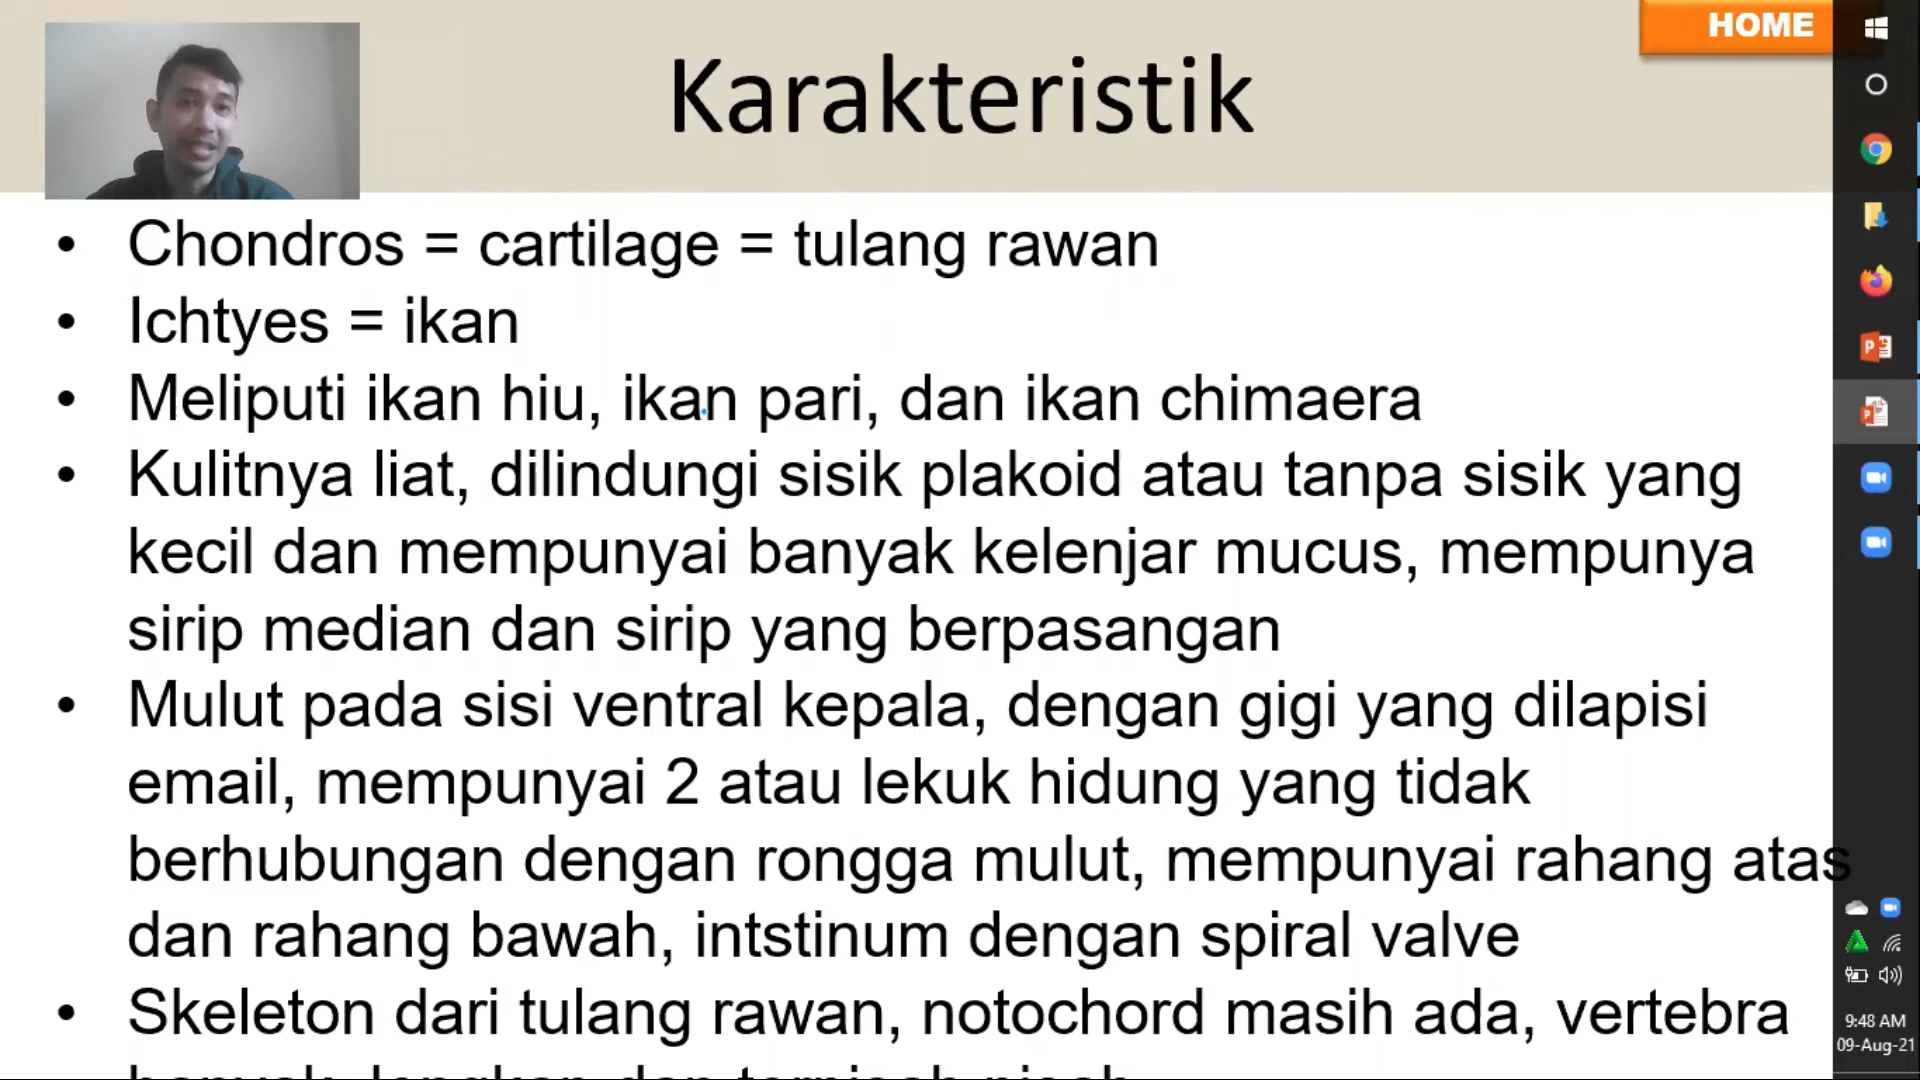 HOME
Karakteristik
• Chondros = cartilage = tulang rawan
• Ichtyes = ikan
• Meliputi ikan hiu, ikan pari, dan ikan chimaera
• Kulitnya liat, dilindungi sisik plakoid atau tanpa sisik yang
kecil dan mempunyai banyak kelenjar mucus, mempunya
sirip median dan sirip yang berpasangan
• Mulut pada sisi ventral kepala, dengan gigi yang dilapisi
email, mempunyai 2 atau lekuk hidung yang tidak
berhubungan dengan rongga mulut, mempunyai rahang atas
dan rahang bawah, intstinum dengan spiral valve
• Skeleton dari tulang rawan, notochord masih ada, vertebra
9:48 AM
09-Aug-21